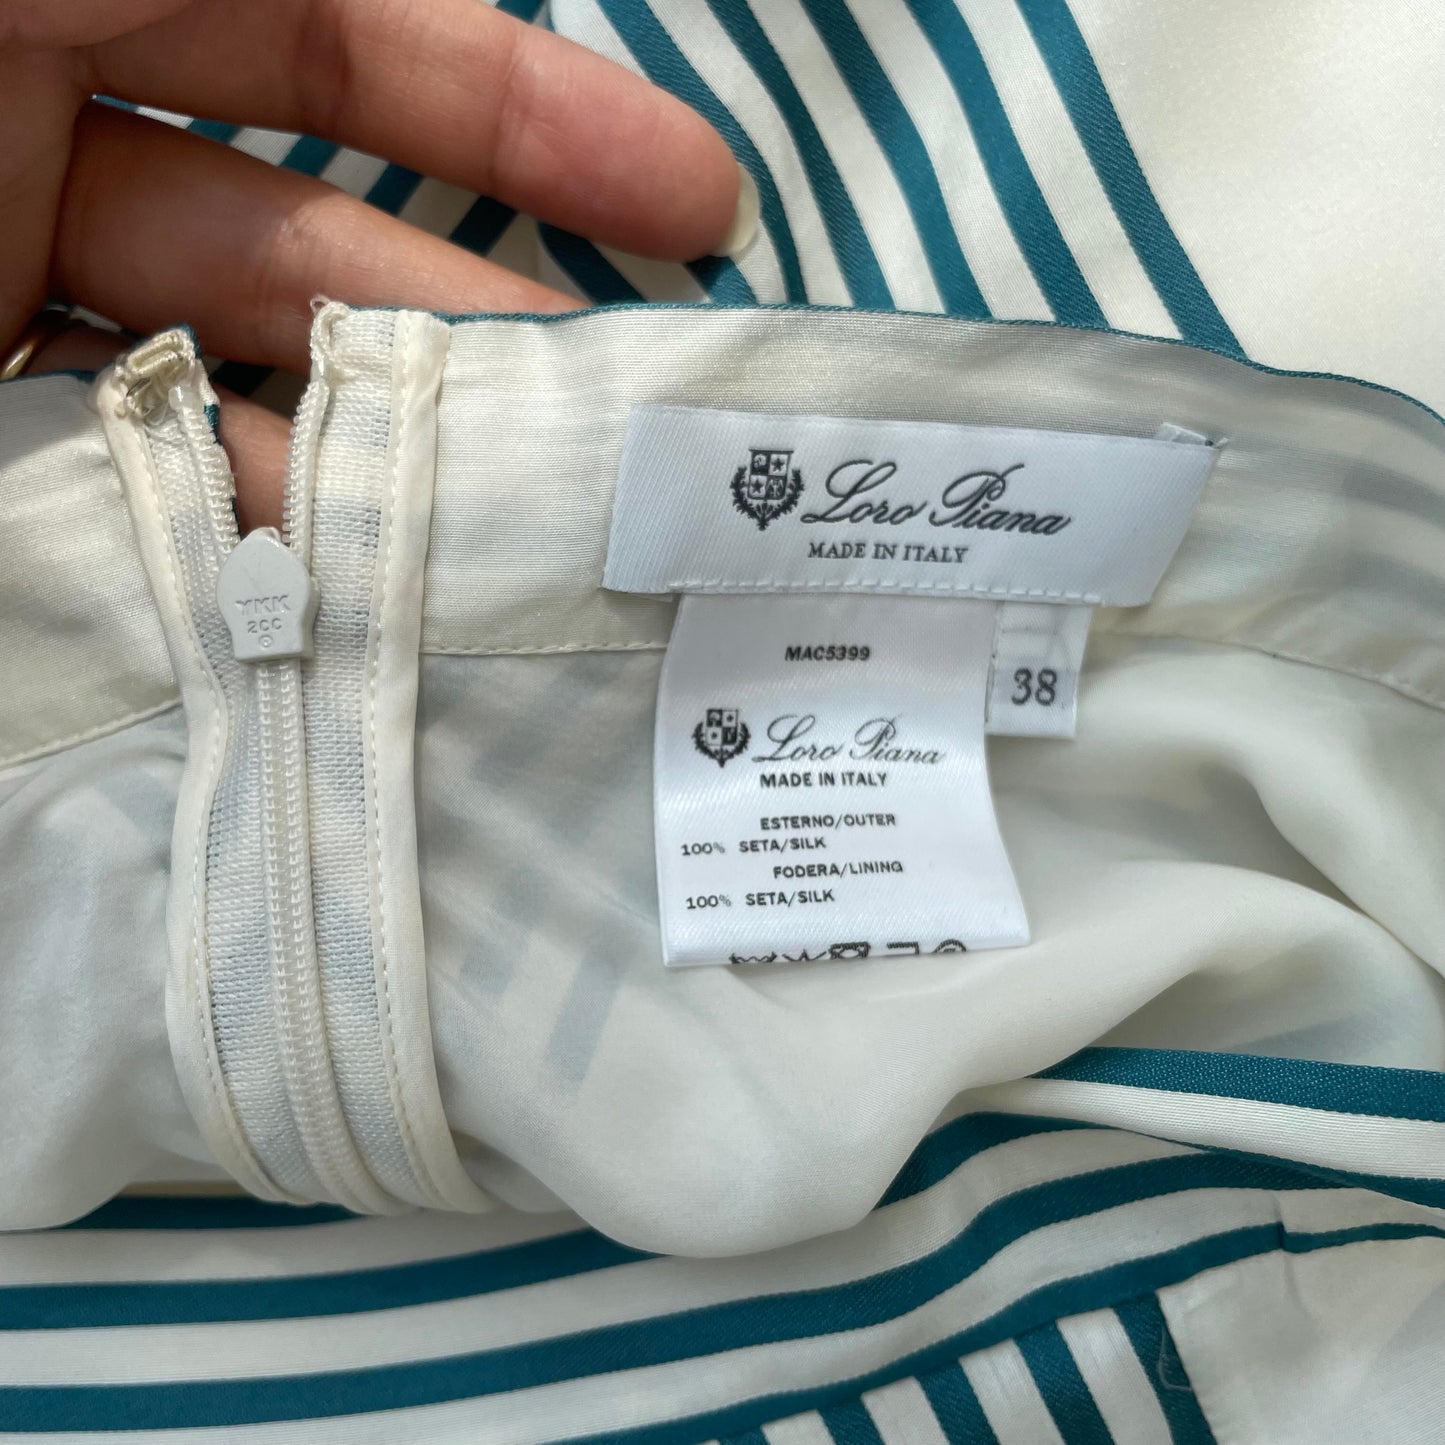 Loro Piana
MADE IN ITALY
YKK
2CC
MAC5399
38
Loro Piana
MADE IN ITALY
ESTERNO/OUTER
100% SETA/SILK
FODERA/LINING
100% SETA/SILK